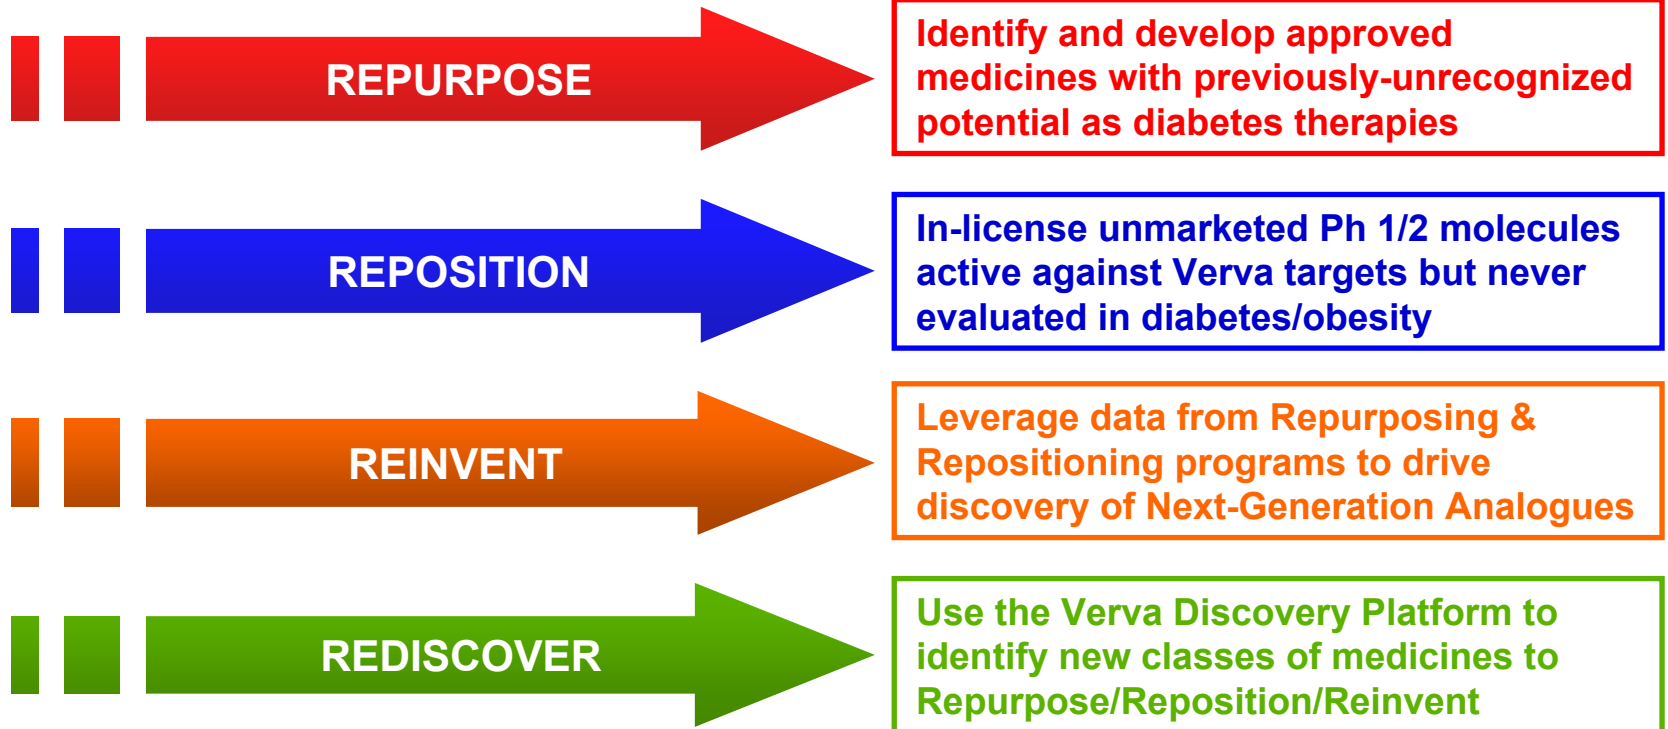 REPURPOSE
Identify and develop approved
medicines with previously-unrecognized
potential as diabetes therapies
REPOSITION
In-license unmarketed Ph 1/2 molecules
active against Verva targets but never
evaluated in diabetes/obesity
REINVENT
Leverage data from Repurposing &
Repositioning programs to drive
discovery of Next-Generation Analogues
REDISCOVER
Use the Verva Discovery Platform to
identify new classes of medicines to
Repurpose/Reposition/Reinvent